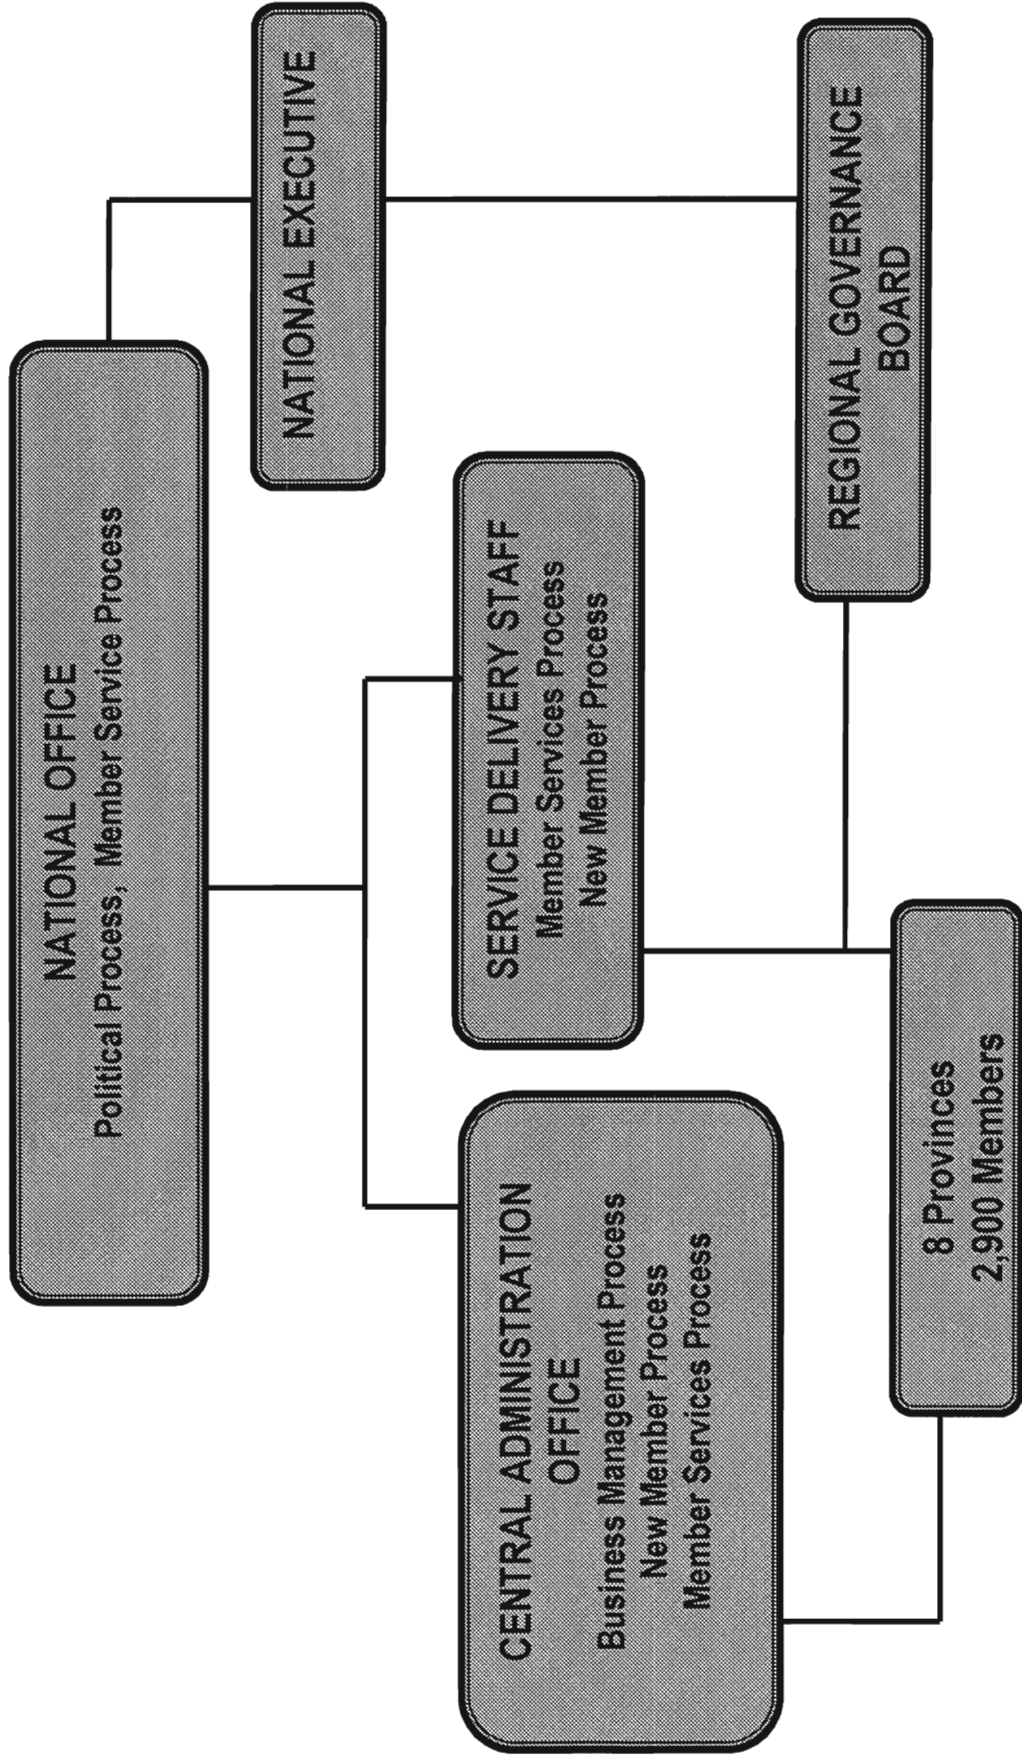 NATIONAL OFFICE
Political Process, Member Service Process
NATIONAL EXECUTIVE
CENTRAL ADMINISTRATION
OFFICE
Business Management Process
New Member Process
Member Services Process
SERVICE DELIVERY STAFF
Member Services Process
New Member Process
REGIONAL GOVERNANCE
BOARD
8 Provinces
2,900 Members